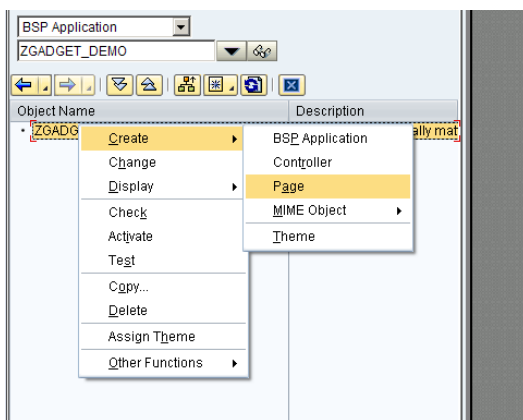 BSP Application
ZGADGET_DEMO
Object Name
Description
ZGADG
ally mat
Create
Change
Display
Check
Activate
Test
Copy...
Delete
Assign Theme
Other Functions
BSP Application
Controller
Page
MIME Object
Theme